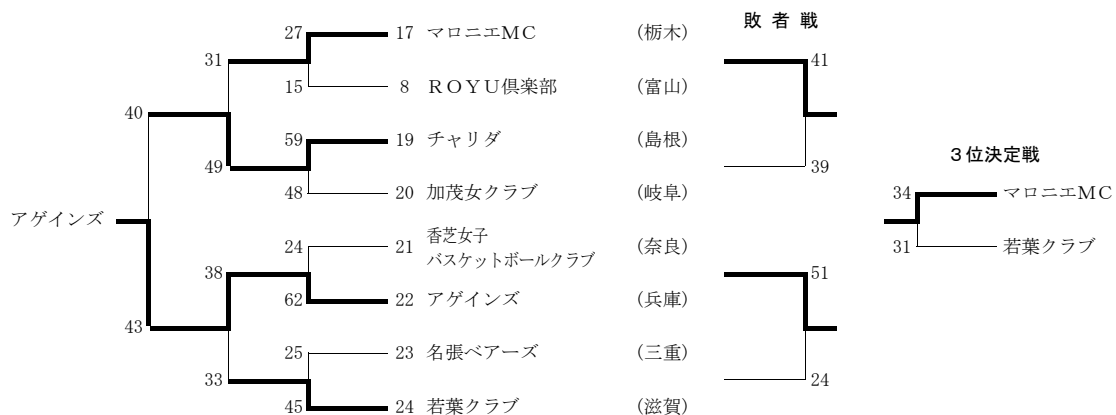 敗者戦
27 17 マロニエMC (栃木) 41
31
15 8 ROYU倶楽部 (富山)
40
59 19 チャリダ (島根)
3位決定戦
49 39
48 20 加茂女クラブ (岐阜) 34 マロニエMC
アゲインズ
24 21 香芝女子
バスケットボールクラブ (奈良) 31 若葉クラブ
38 51
62 22 アゲインズ (兵庫)
43
25 23 名張ベアーズ (三重)
33 24
45 24 若葉クラブ (滋賀)